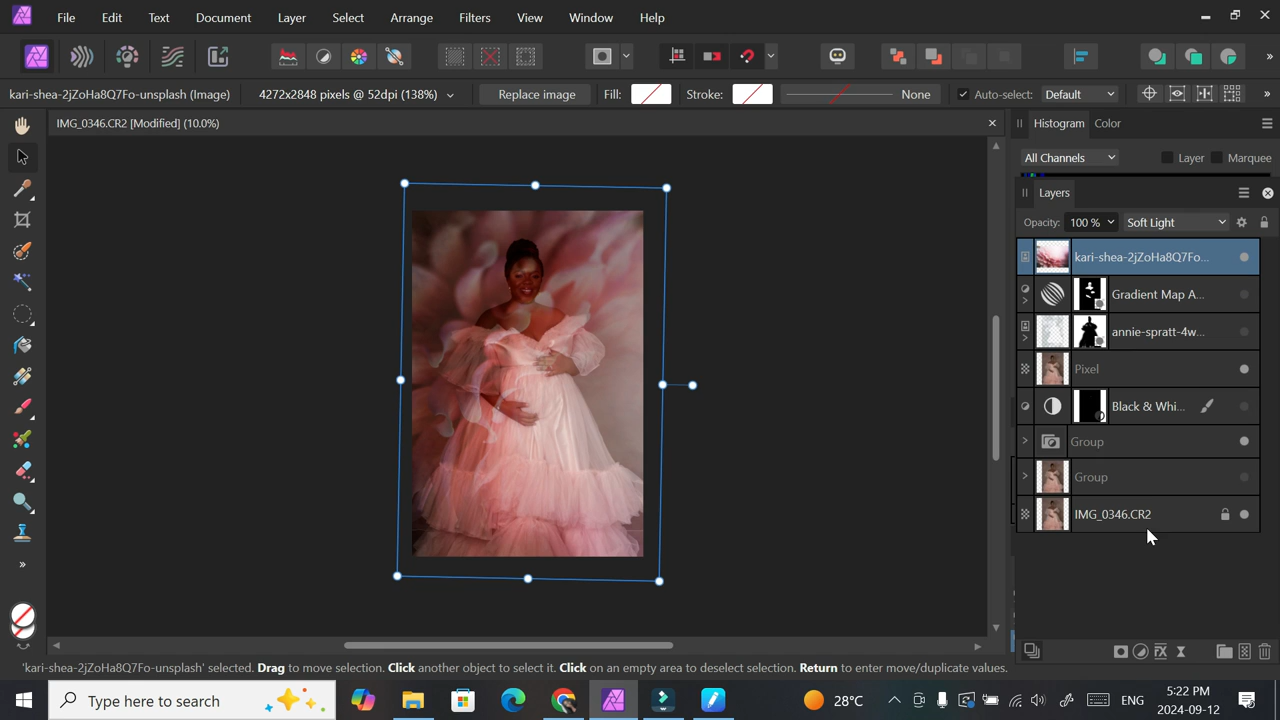 File Edit Text Document Layer Select Arrange Filters View Window Help
kari-shea-2jZoHa8Q7Fo-unsplash (Image) 4272x2848 pixels @ 52dpi (138%) Replace image Fill: Stroke: None Auto-select: Default
IMG_0346.CR2 [Modified] (10.0%)
Histogram Color
All Channels Layer Marquee
Layers
Opacity: 100 % Soft Light
kari-shea-2jZoHa8Q7Fo...
Gradient Map A...
annie-spratt-4w...
Pixel
Black & Whi...
Group
Group
IMG_0346.CR2
'kari-shea-2jZoHa8Q7Fo-unsplash' selected. Drag to move selection. Click another object to select it. Click on an empty area to deselect selection. Return to enter move/duplicate values.
Type here to search
28°C
ENG
2024-09-12